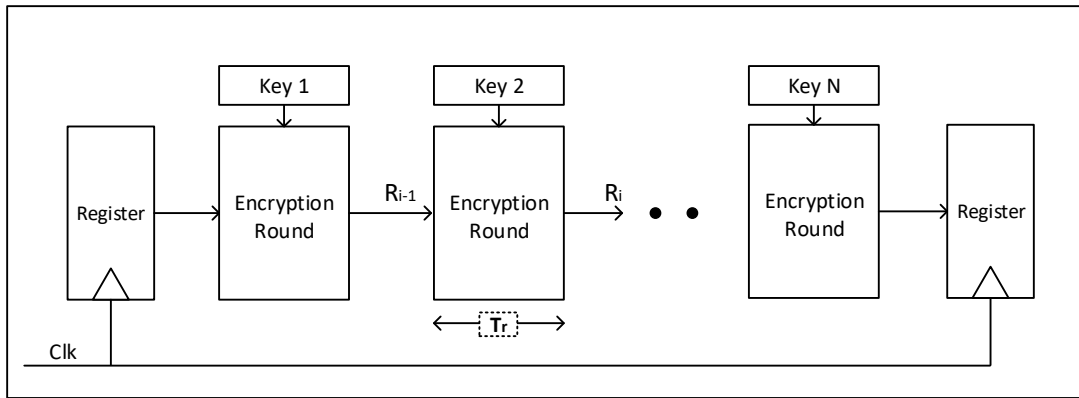 Key 1
Key 2
Key N
Register
Encryption
Round
Ri-1
Encryption
Round
Ri
Encryption
Round
Register
Tr
Clk